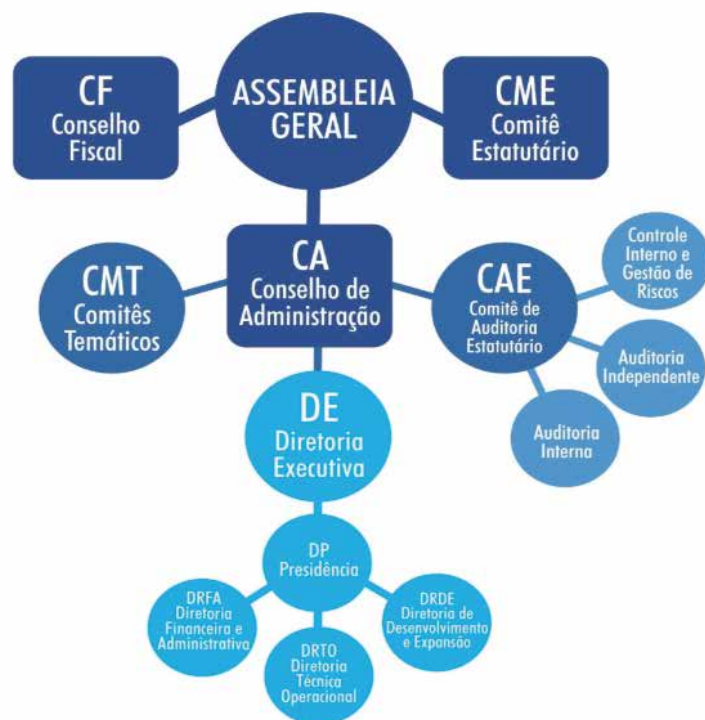 CF
Conselho
Fiscal
ASSEMBLEIA
GERAL
CME
Comitê
Estatutário
CMT
Comitês
Temáticos
CA
Conselho de
Administração
CAE
Comitê de
Auditoria
Estatutário
Controle
Interno e
Gestão de
Riscos
Auditoria
Independente
Auditoria
Interna
DE
Diretoria
Executiva
DP
Presidência
DRFA
Diretoria
Financeira e
Administrativa
DRTO
Diretoria
Técnica
Operacional
DRDE
Diretoria de
Desenvolvimento
e Expansão